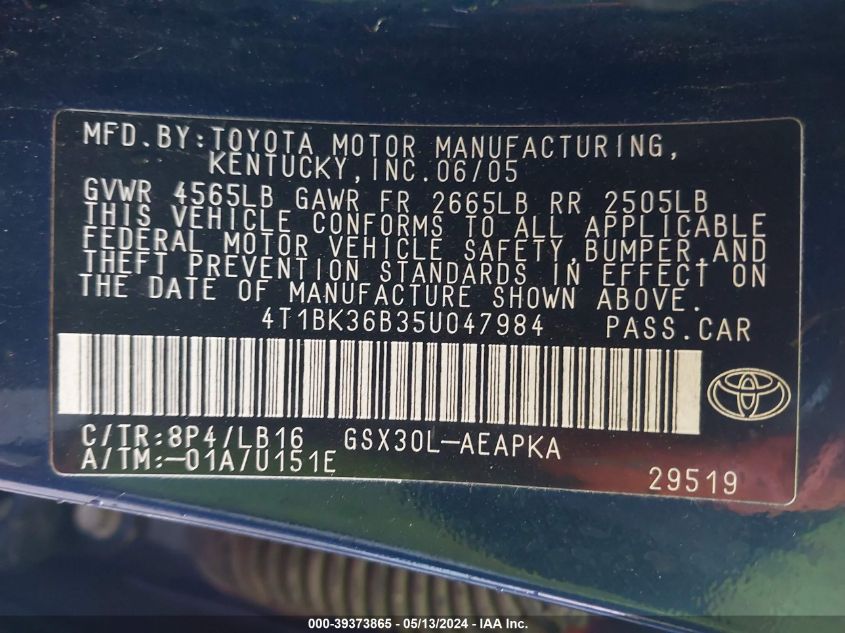 MFD.BY:TOYOTA MOTOR MANUFACTURING,
KENTUCKY,INC.06/05
GVWR 4565LB GAWR FR 2665LB RR 2505LB
THIS VEHICLE CONFORMS TO ALL APPLICABLE
FEDERAL MOTOR VEHICLE SAFETY,BUMPER,AND
THEFT PREVENTION STANDARDS IN EFFECT ON
THE DATE OF MANUFACTURE SHOWN ABOVE.
4T1BK36B35U047984 PASS.CAR
C/TR:8P4/LB16 GSX30L-AEAPKA
A/TM:-01A/U151E
29519
000-39373865 - 05/13/2024 - IAAI, Inc.